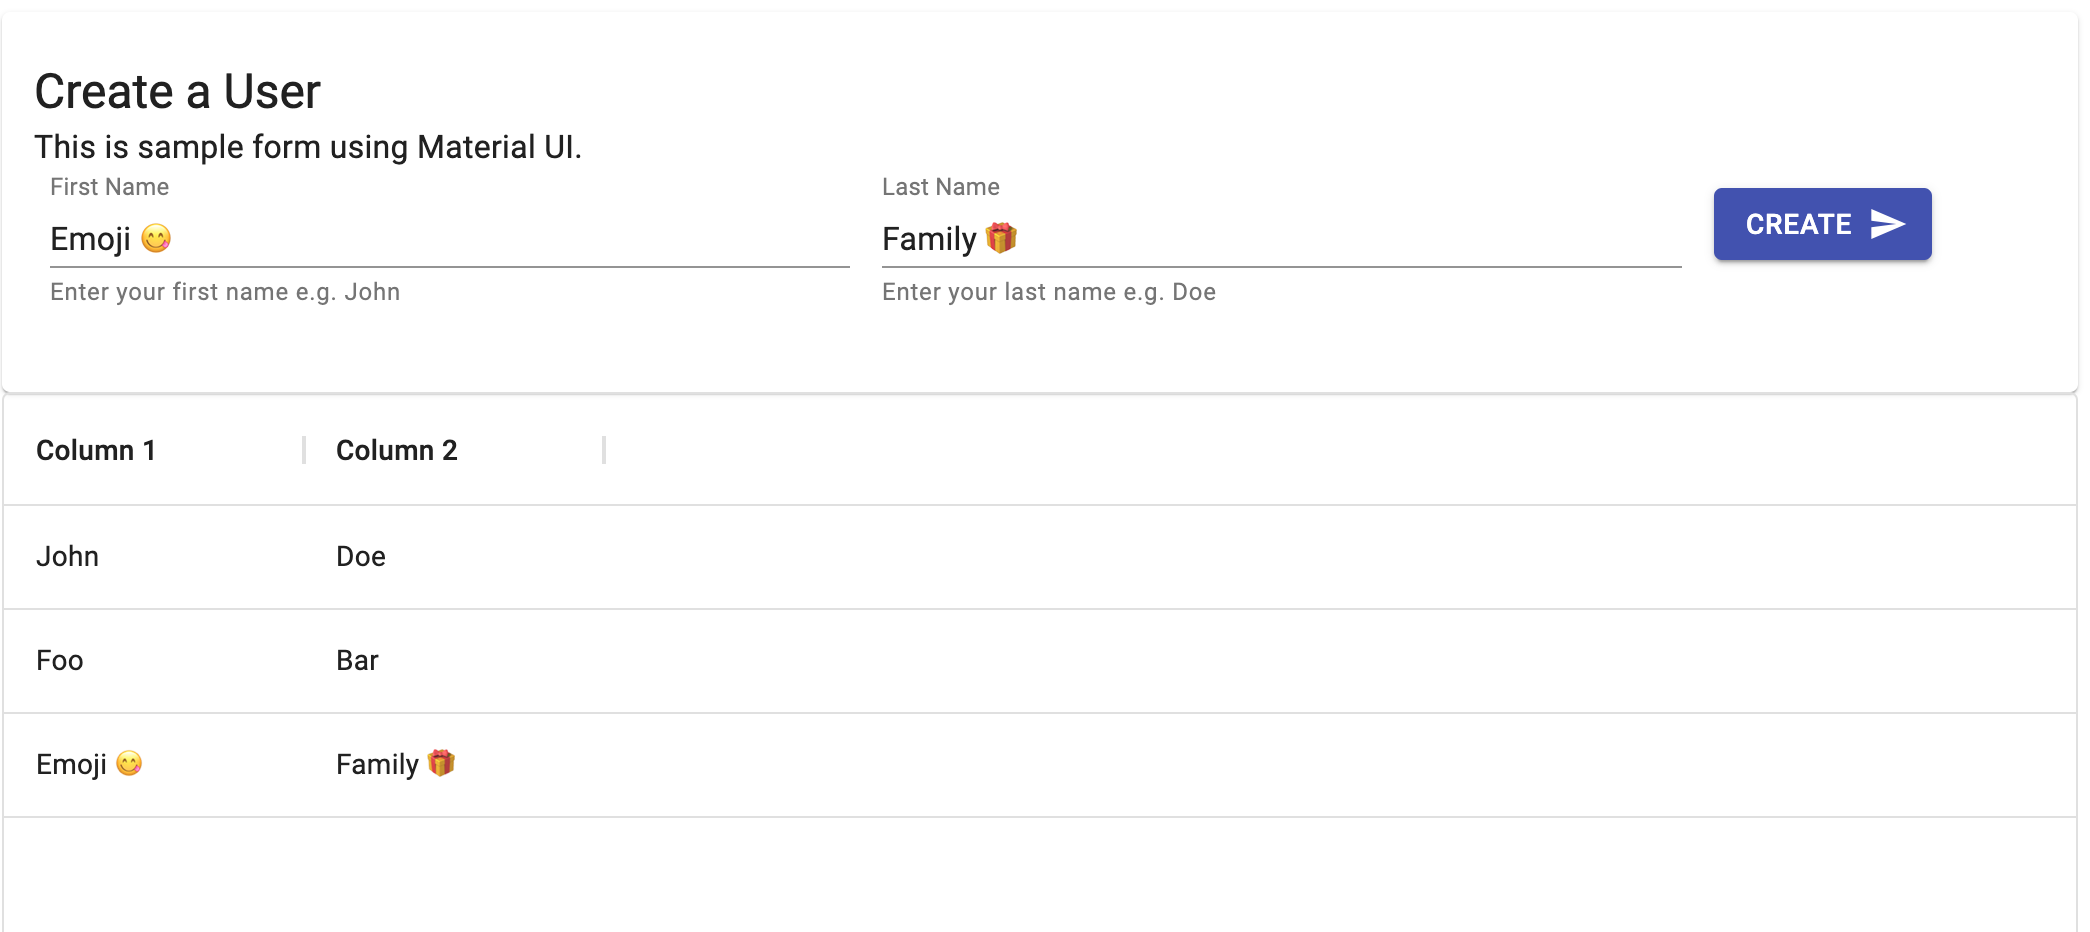 Create a User
This is sample form using Material UI.
First Name Last Name
Emoji 😋 Family 🎁 CREATE
Enter your first name e.g. John Enter your last name e.g. Doe
Column 1 Column 2
John Doe
Foo Bar
Emoji 😋 Family 🎁